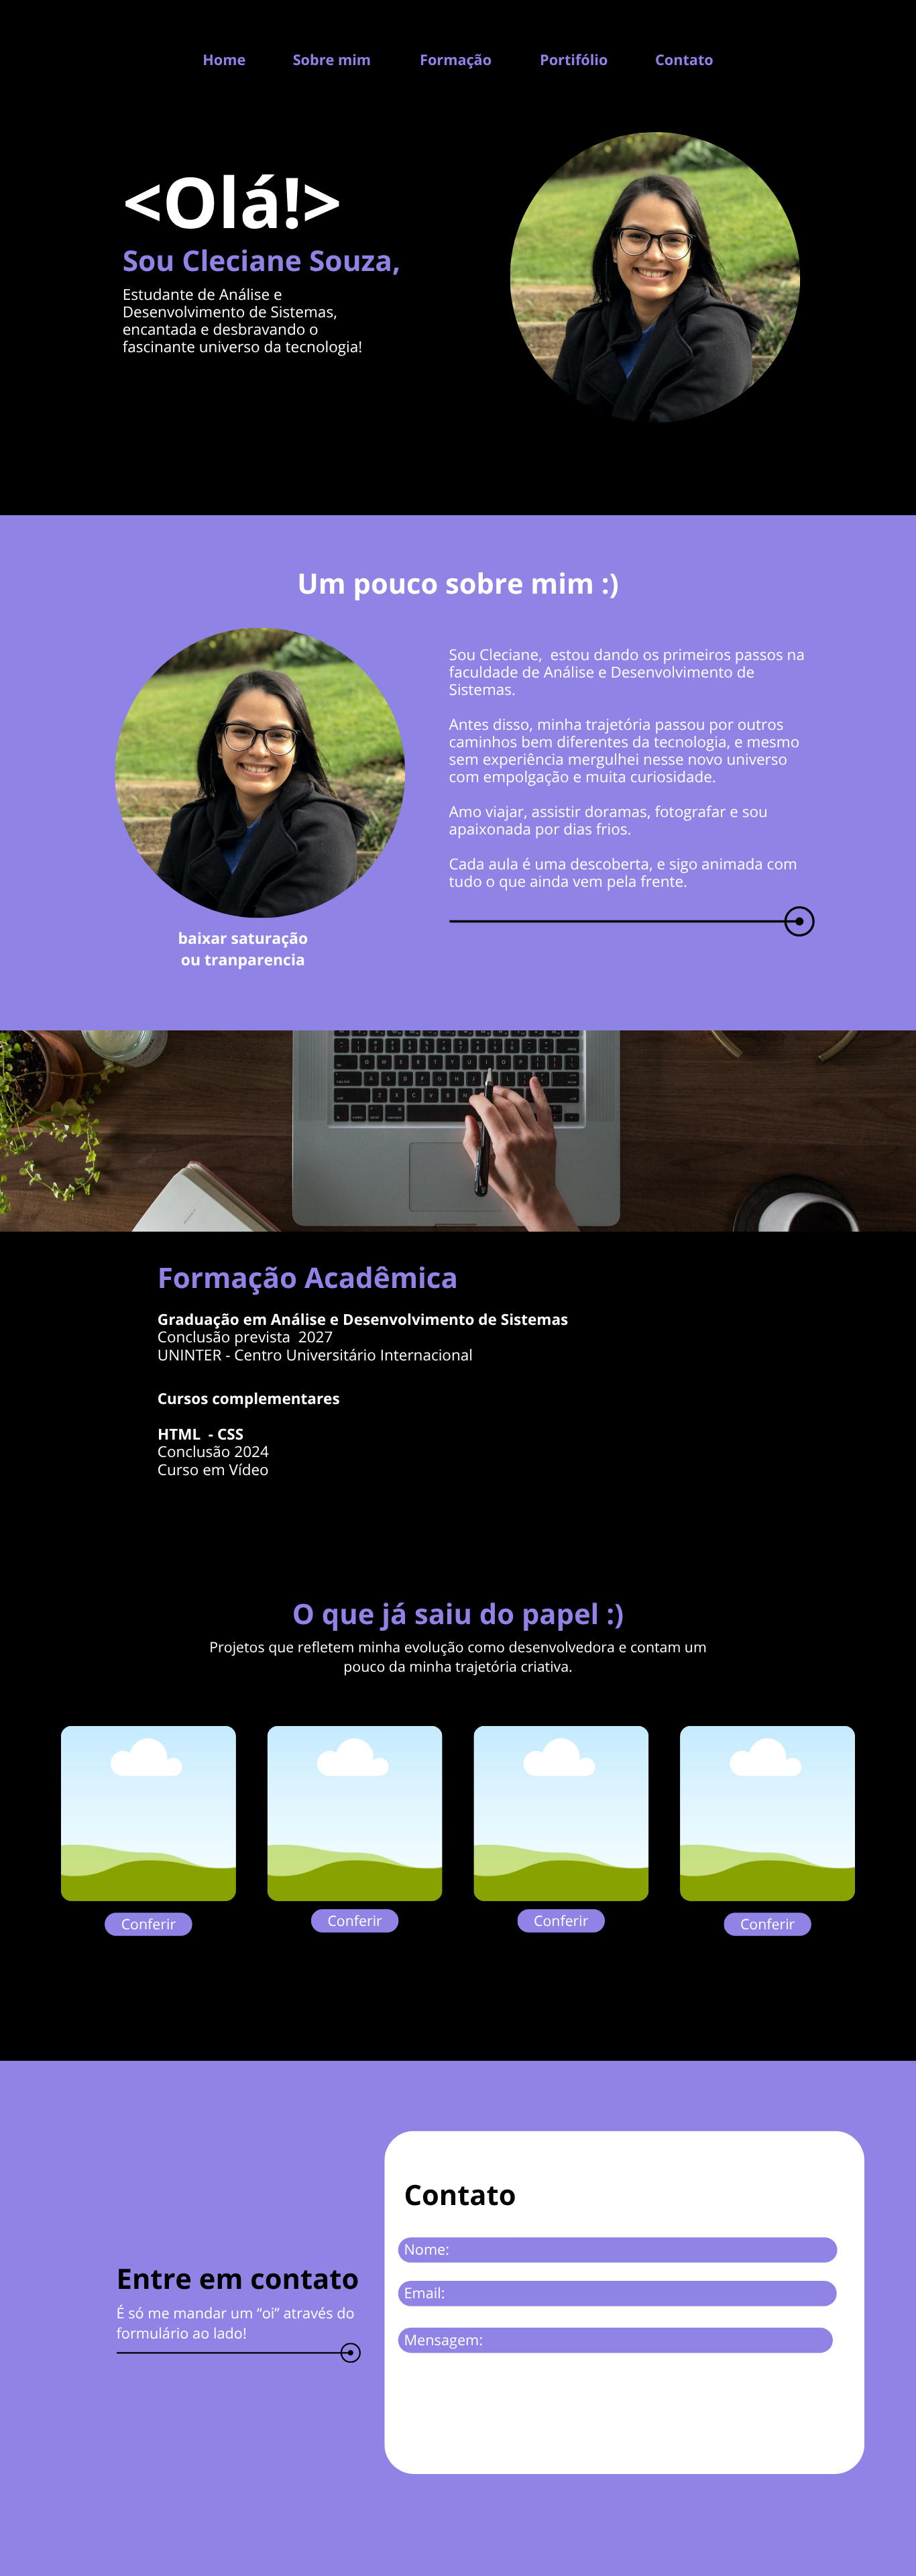 Home Sobre mim Formação Portifólio Contato
<Olá!>
Sou Cleciane Souza,
Estudante de Análise e
Desenvolvimento de Sistemas,
encantada e desbravando o
fascinante universo da tecnologia!
Um pouco sobre mim :)
baixar saturação
ou tranparencia
Sou Cleciane,  estou dando os primeiros passos na
faculdade de Análise e Desenvolvimento de
Sistemas.
Antes disso, minha trajetória passou por outros
caminhos bem diferentes da tecnologia, e mesmo
sem experiência mergulhei nesse novo universo
com empolgação e muita curiosidade.
Amo viajar, assistir doramas, fotografar e sou
apaixonada por dias frios.
Cada aula é uma descoberta, e sigo animada com
tudo o que ainda vem pela frente.
Formação Acadêmica
Graduação em Análise e Desenvolvimento de Sistemas
Conclusão prevista  2027
UNINTER - Centro Universitário Internacional
Cursos complementares
HTML  - CSS
Conclusão 2024
Curso em Vídeo
O que já saiu do papel :)
Projetos que refletem minha evolução como desenvolvedora e contam um
pouco da minha trajetória criativa.
Conferir Conferir Conferir Conferir
Entre em contato
É só me mandar um “oi” através do
formulário ao lado!
Contato
Nome:
Email:
Mensagem: